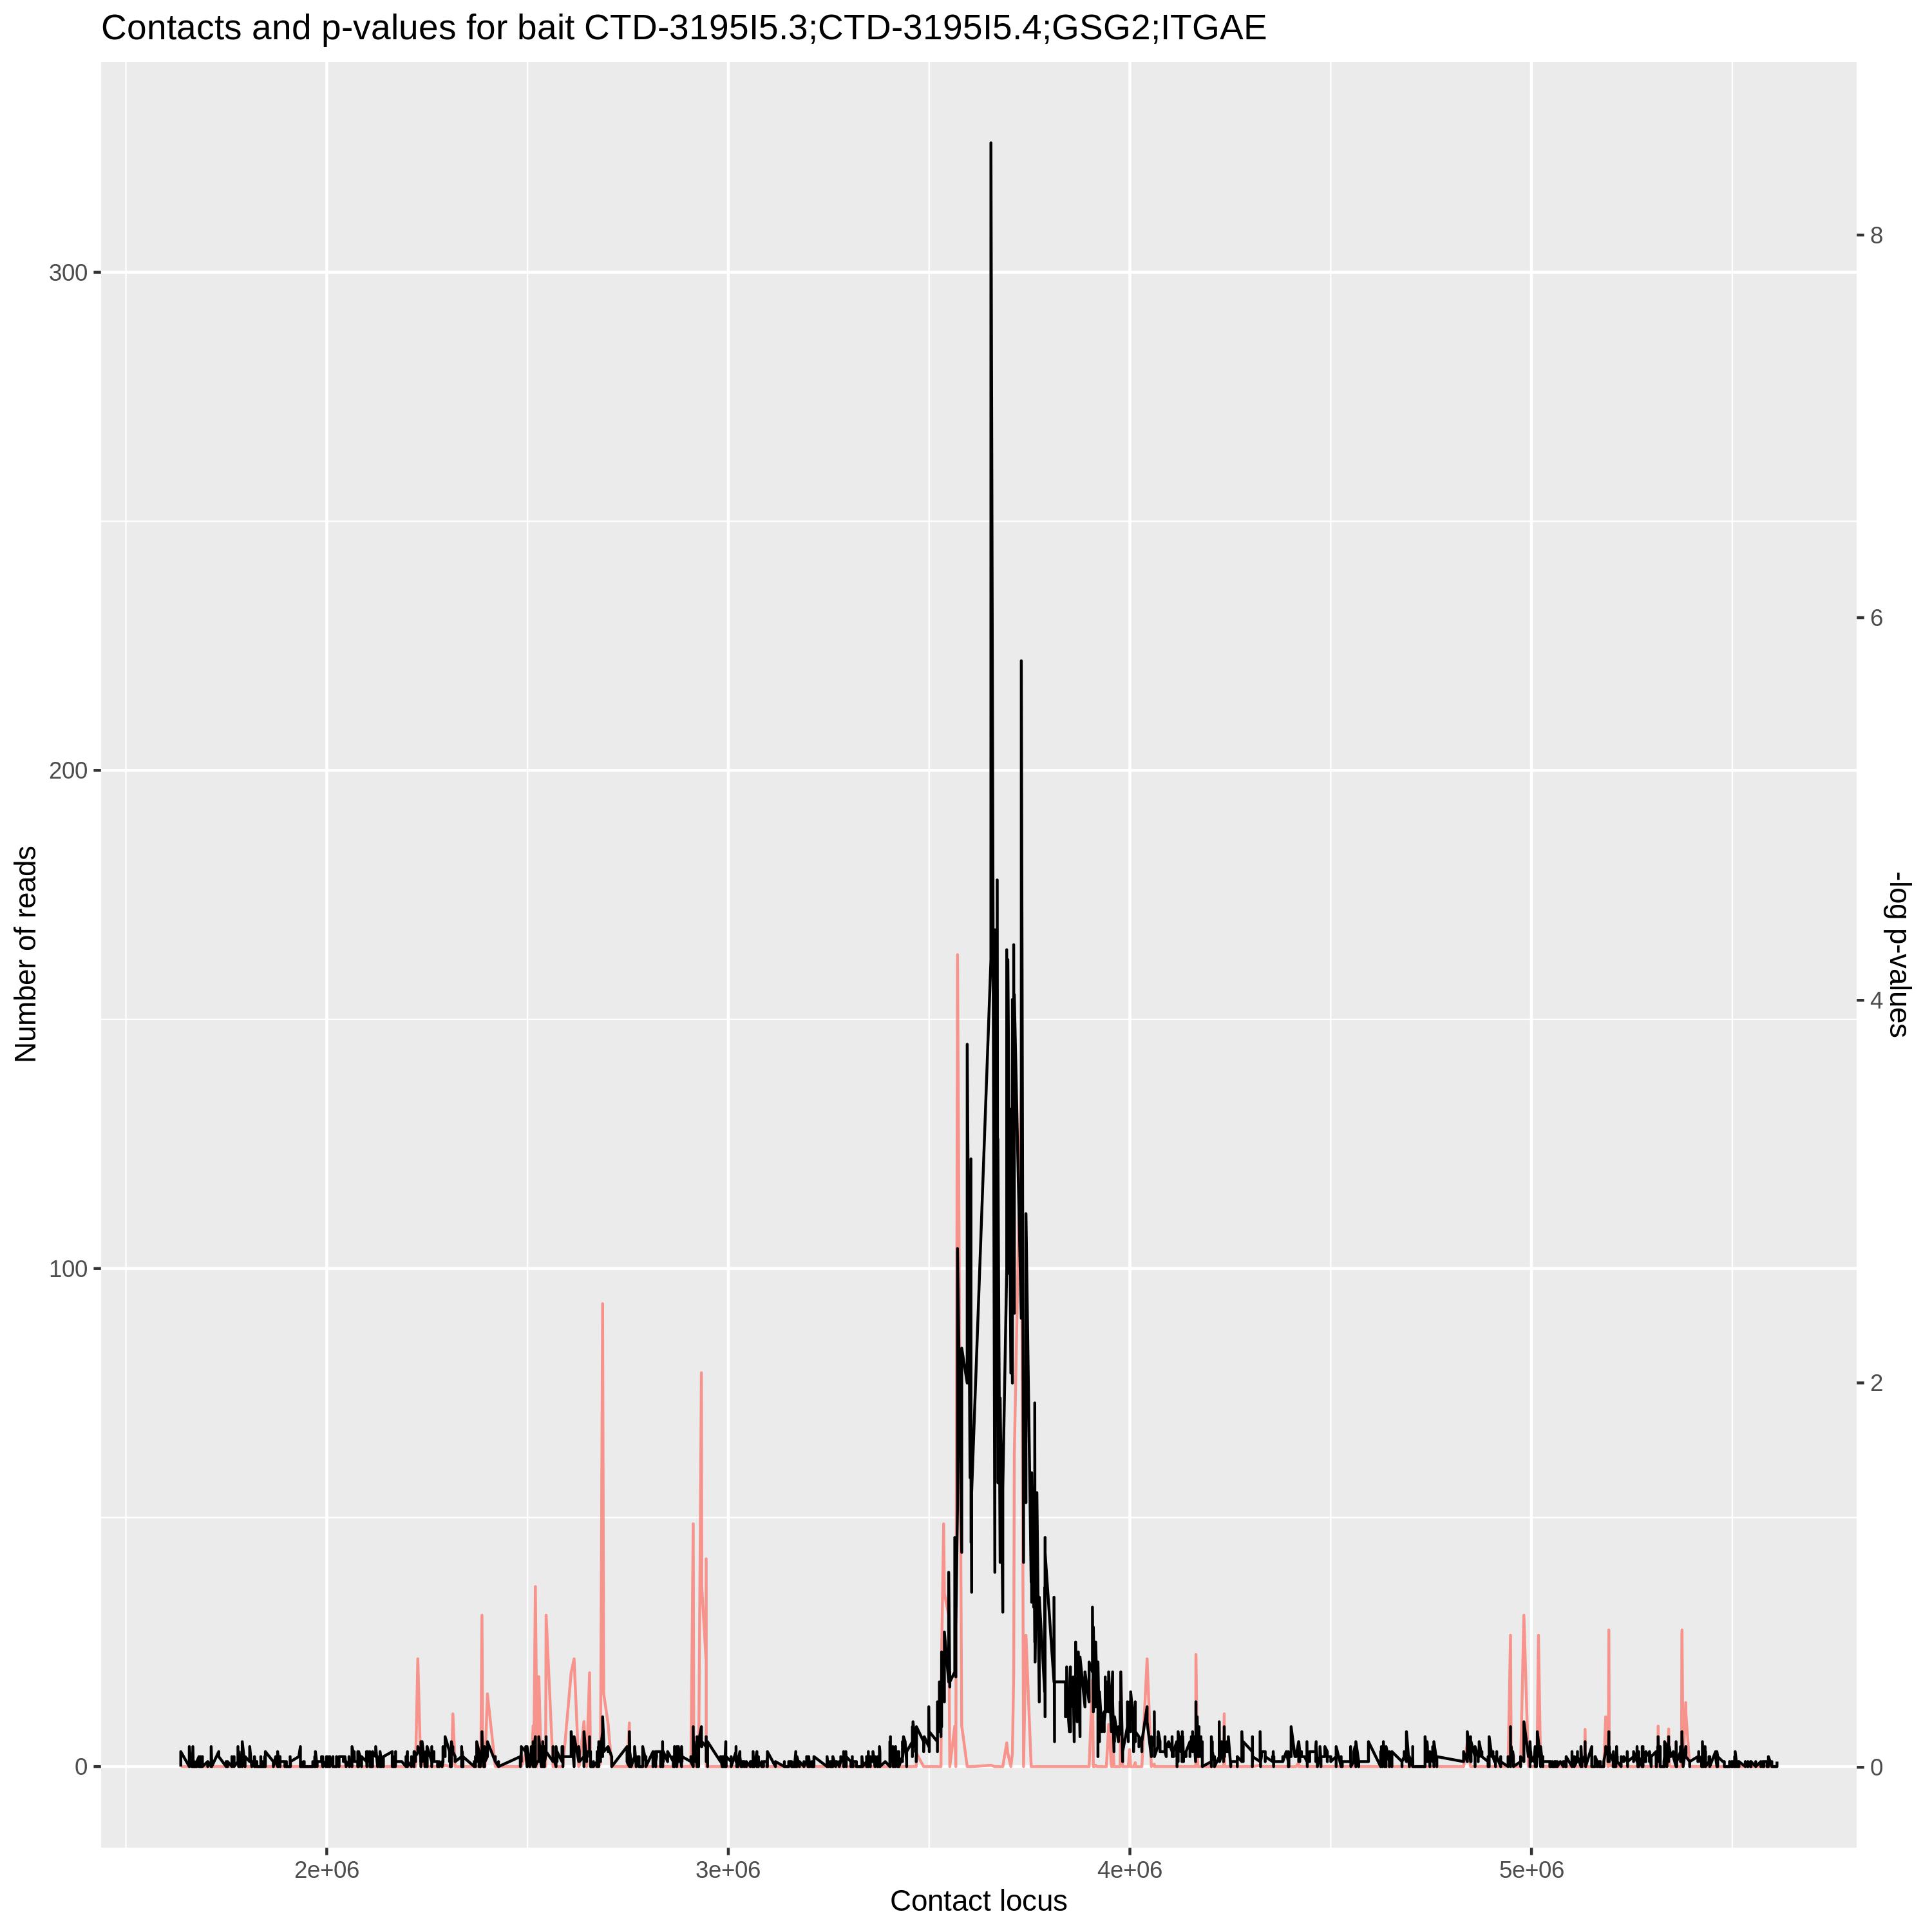 Contacts and p-values for bait CTD-3195I5.3;CTD-3195I5.4;GSG2;ITGAE
300
200
100
0
Number of reads
8
6
4
2
0
-log p-values
2e+06 3e+06 4e+06 5e+06
Contact locus